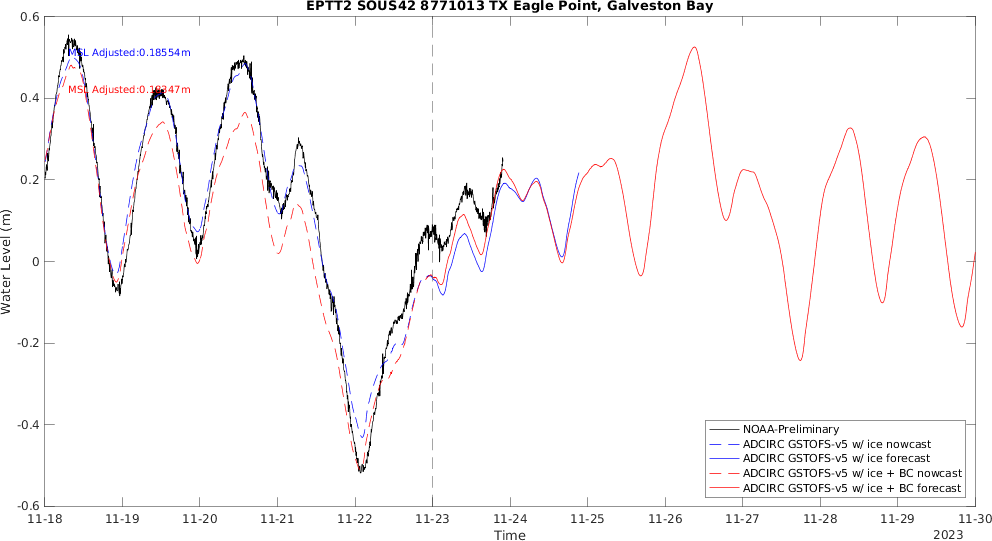 EPTT2 SOUS42 8771013 TX Eagle Point, Galveston Bay
MSL Adjusted:0.18554m
MSL Adjusted:0.18347m
Water Level (m)
0.6
0.4
0.2
0
-0.2
-0.4
-0.6
NOAA-Preliminary
ADCIRC GSTOFS-v5 w/ ice nowcast
ADCIRC GSTOFS-v5 w/ ice forecast
ADCIRC GSTOFS-v5 w/ ice + BC nowcast
ADCIRC GSTOFS-v5 w/ ice + BC forecast
11-18 11-19 11-20 11-21 11-22 11-23 11-24 11-25 11-26 11-27 11-28 11-29 11-30
Time
2023